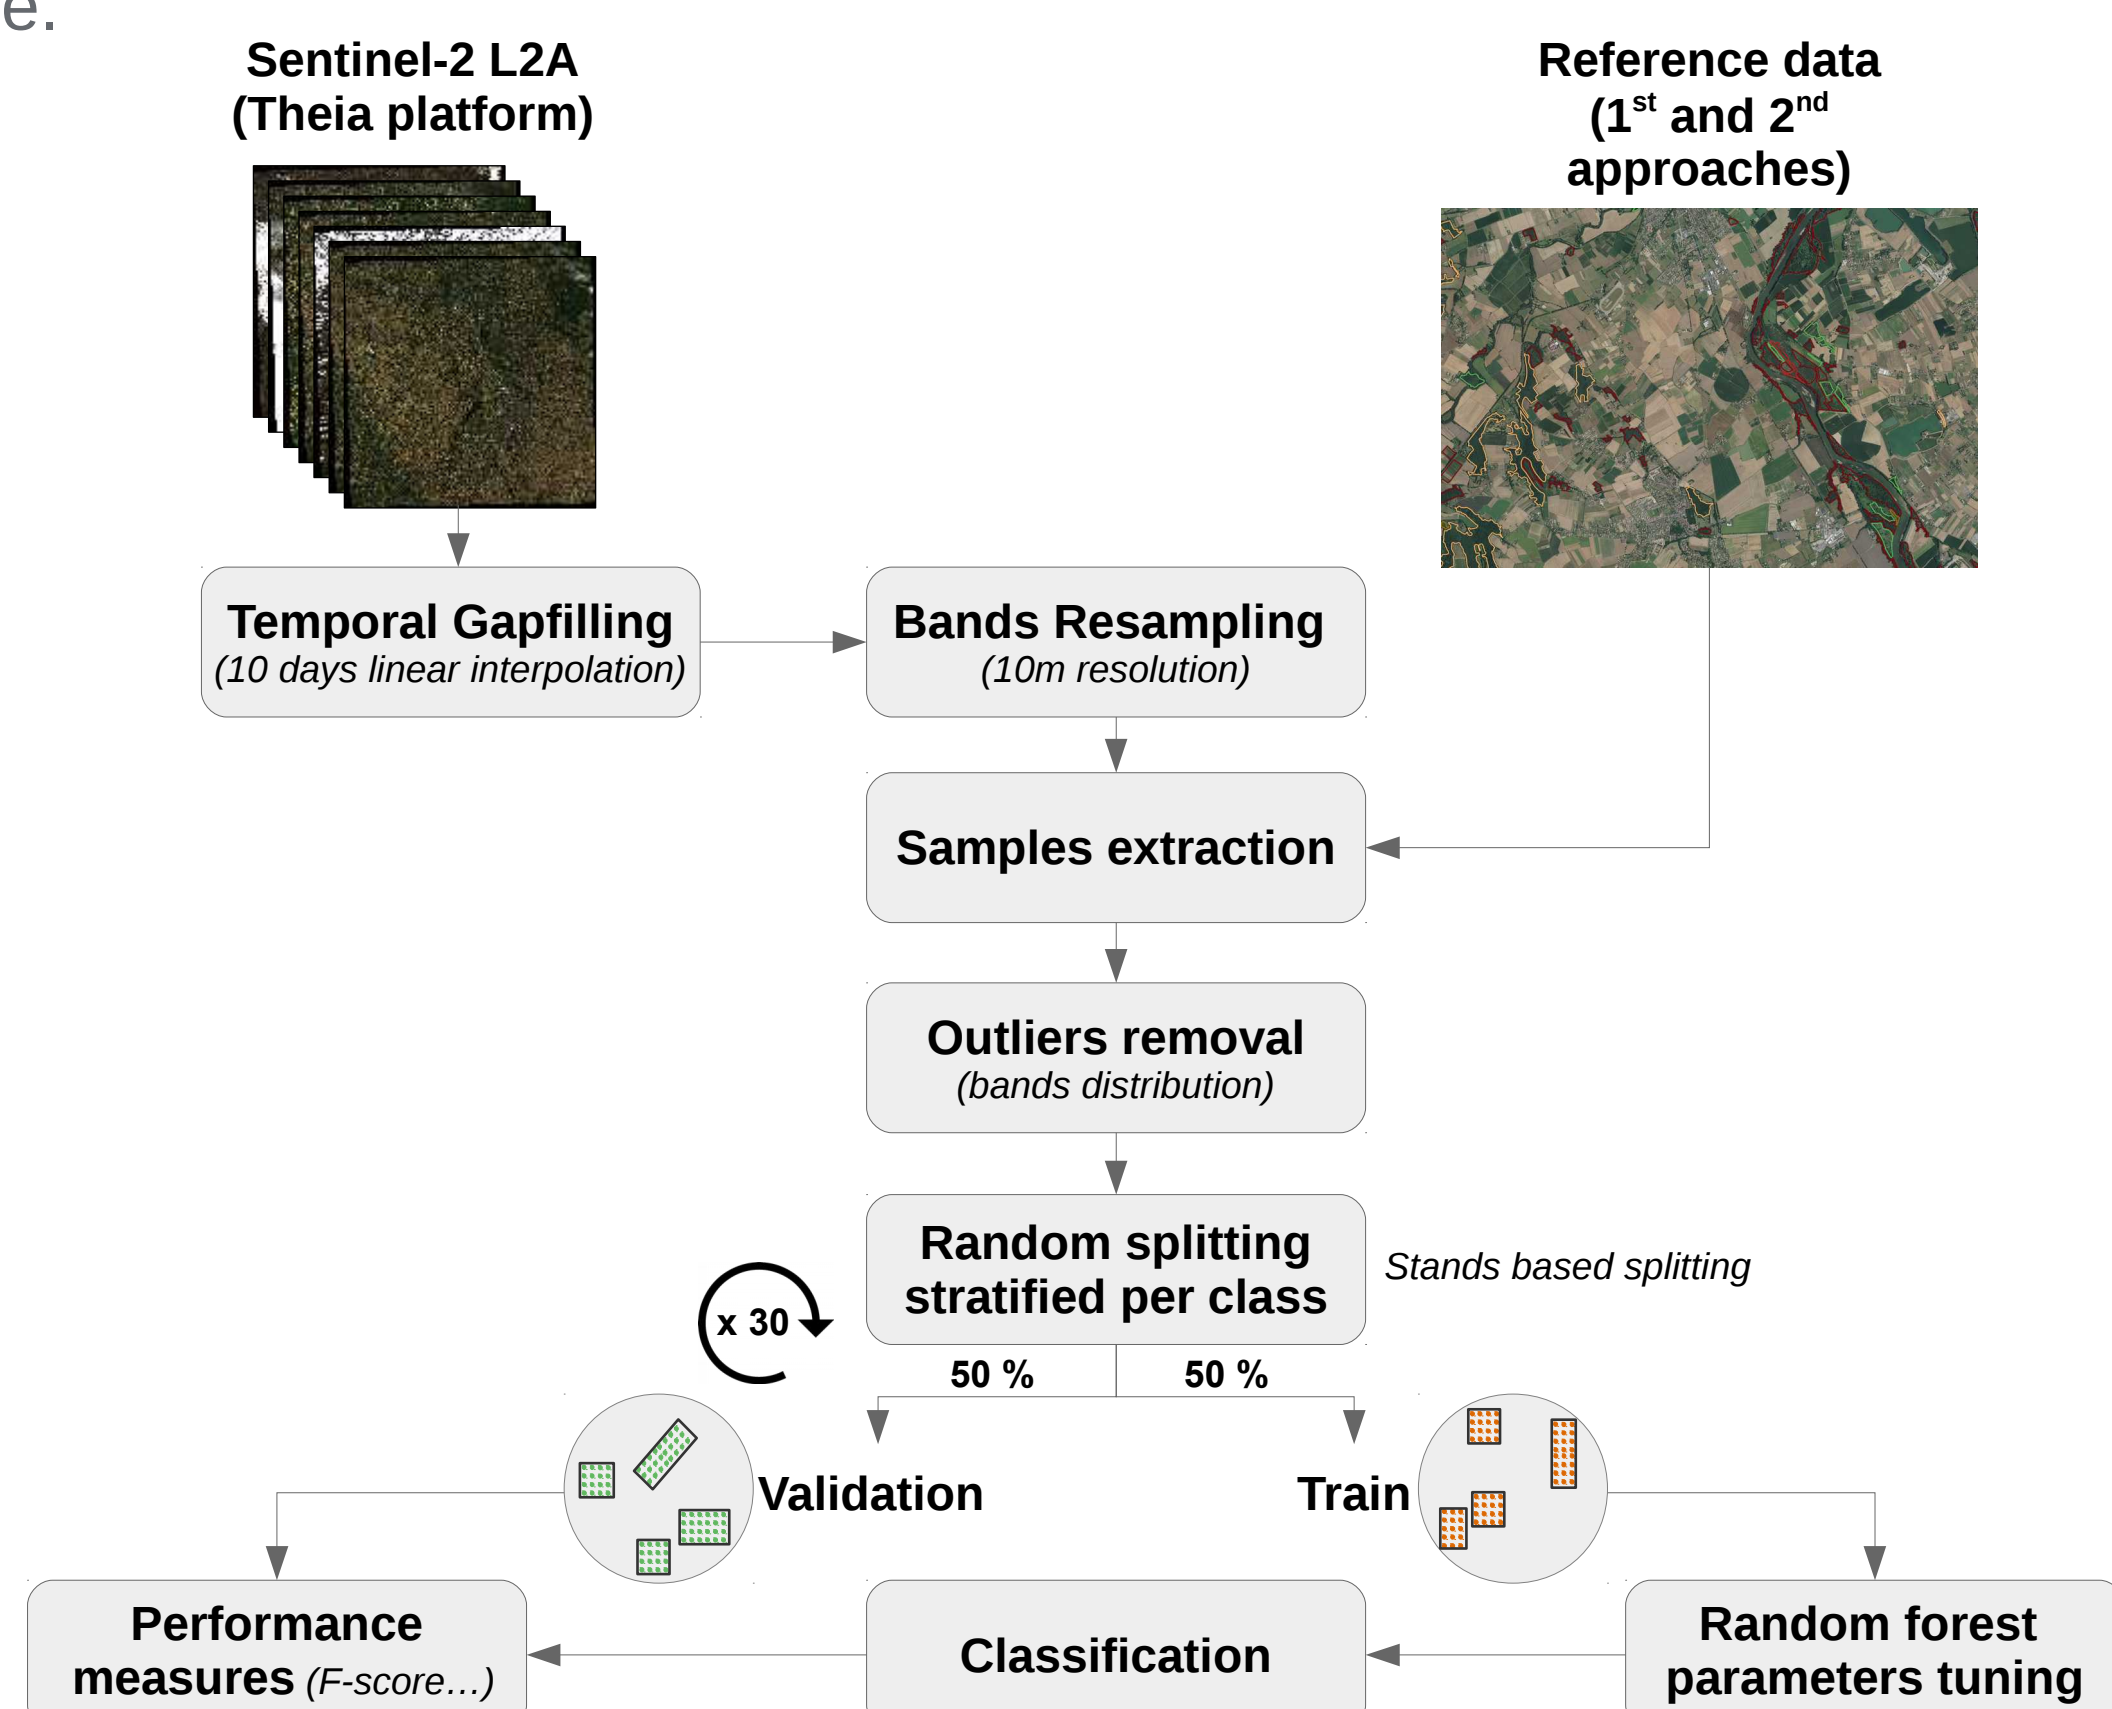 e.
Sentinel-2 L2A
(Theia platform)
Reference data
(1st and 2nd
approaches)
Temporal Gapfilling
(10 days linear interpolation)
Bands Resampling
(10m resolution)
Samples extraction
Outliers removal
(bands distribution)
Random splitting
stratified per class
Stands based splitting
x 30
50 %
50 %
Validation
Train
Performance
measures (F-score...)
Classification
Random forest
parameters tuning